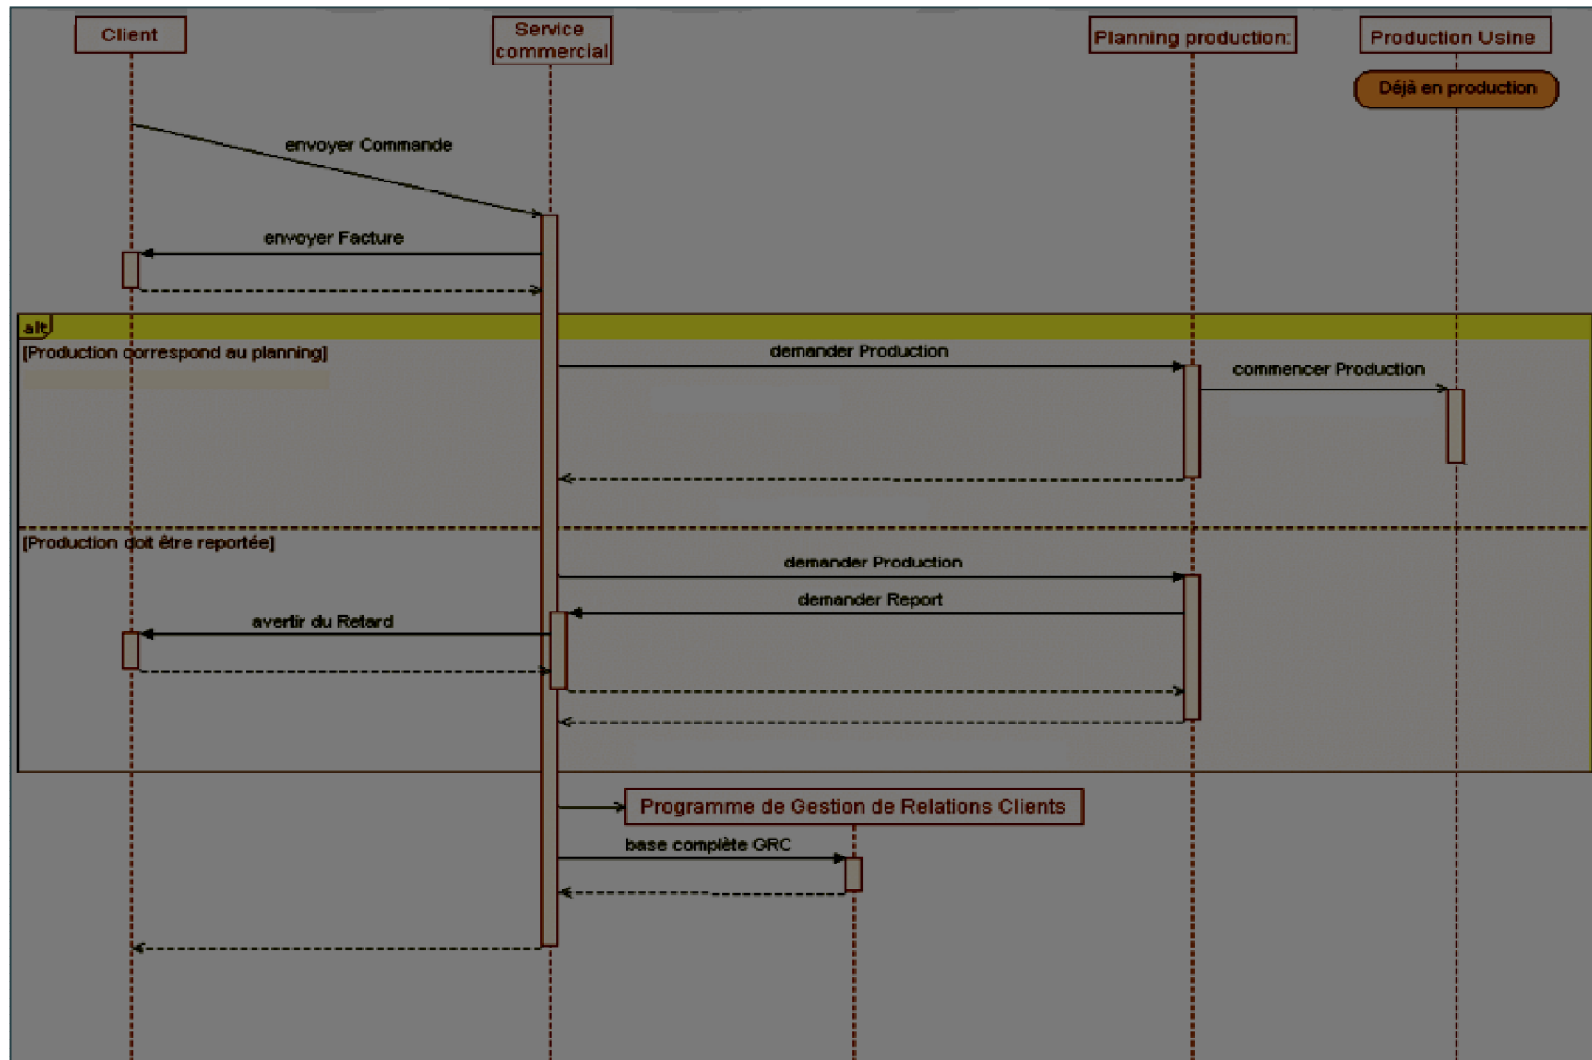 Client
Service
commercial
Planning production:
Production Usine
Déjà en production
envoyer Commande
envoyer Facture
alt
[Production correspond au planning]
demander Production
commencer Production
[Production doit être reportée]
demander Production
demander Report
avertir du Retard
Programme de Gestion de Relations Clients
base complète GRC